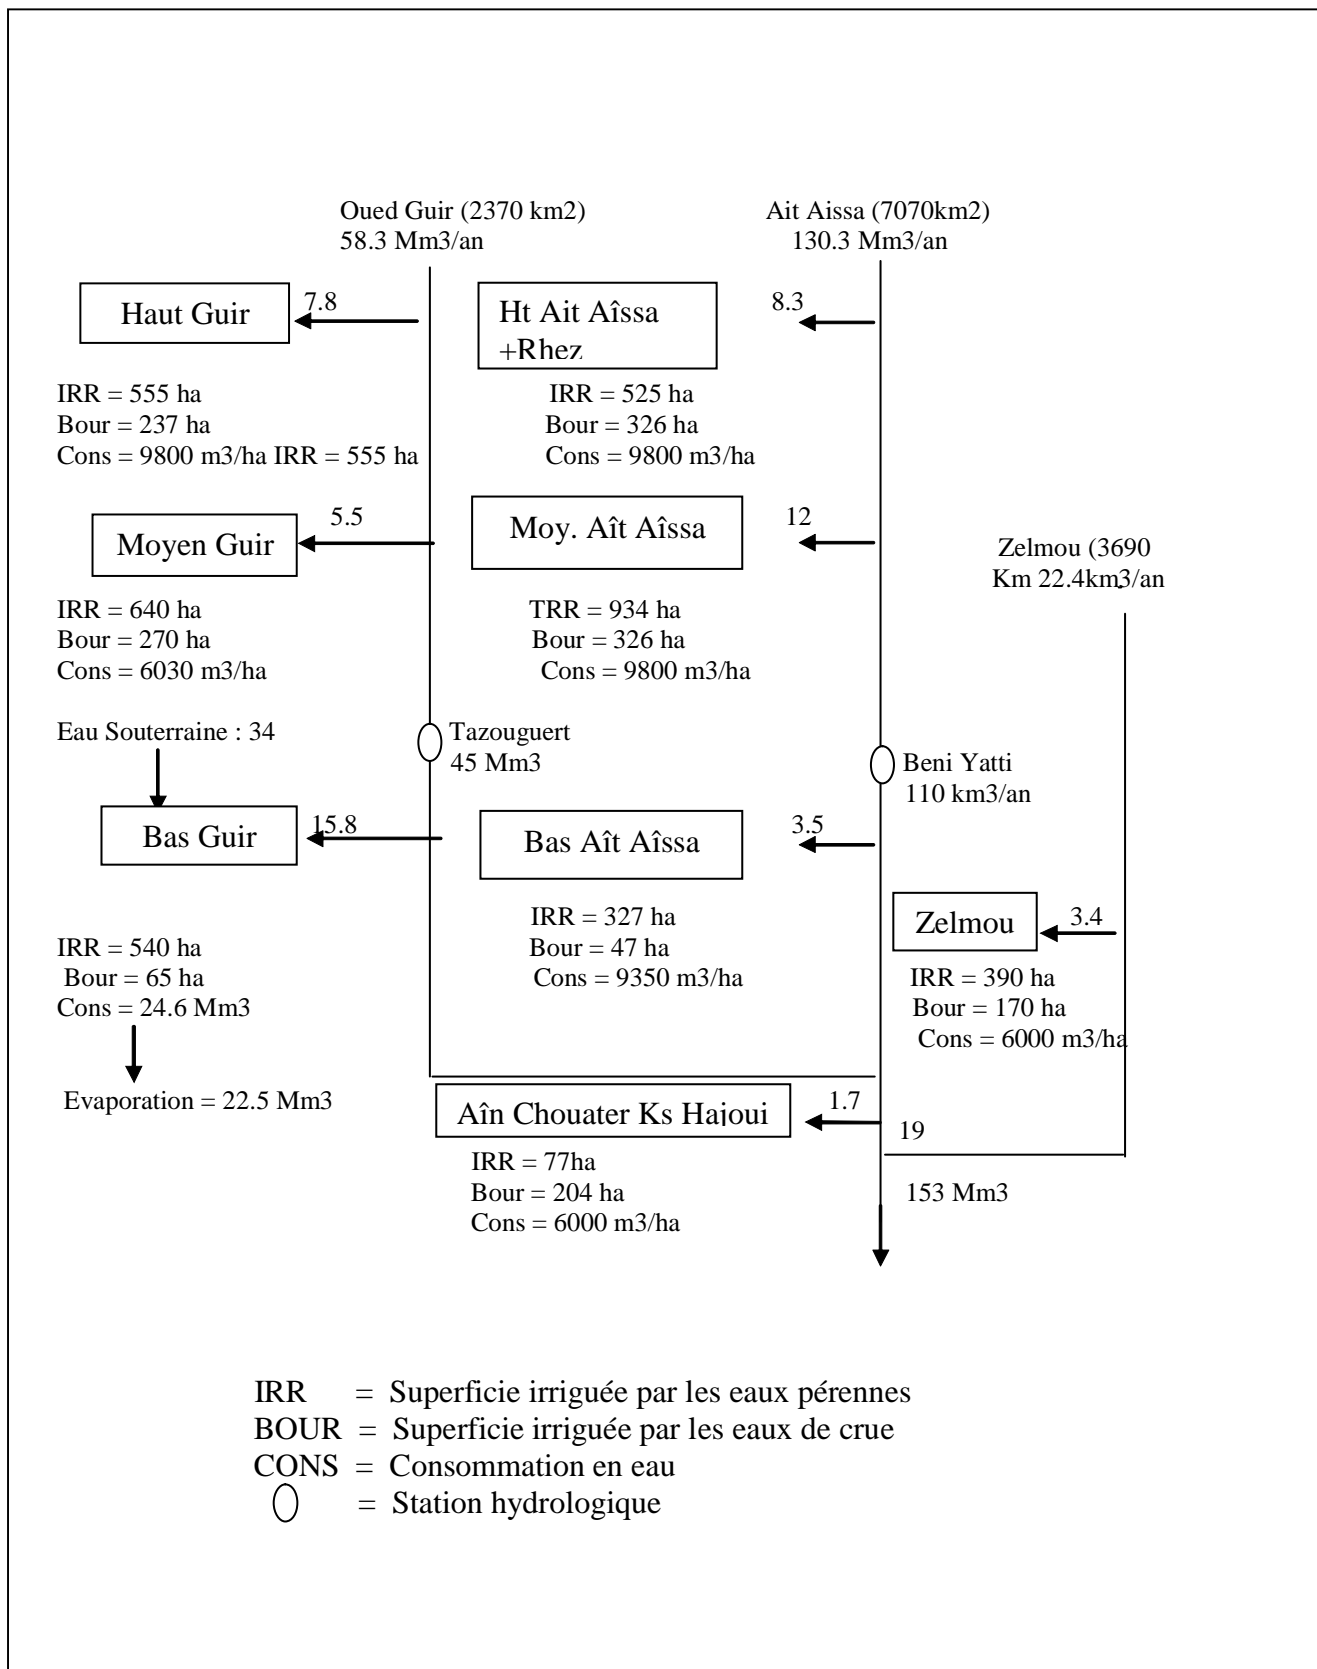 Oued Guir (2370 km2)
58.3 Mm3/an
Ait Aissa (7070km2)
130.3 Mm3/an
Haut Guir
7.8
Ht Ait Aîssa
+Rhez
8.3
IRR = 555 ha
Bour = 237 ha
Cons = 9800 m3/ha IRR = 555 ha
IRR = 525 ha
Bour = 326 ha
Cons = 9800 m3/ha
Moyen Guir
5.5
Moy. Aît Aîssa
12
Zelmou (3690
Km 22.4km3/an
IRR = 640 ha
Bour = 270 ha
Cons = 6030 m3/ha
TRR = 934 ha
Bour = 326 ha
Cons = 9800 m3/ha
Eau Souterraine : 34
Tazouguert
45 Mm3
Beni Yatti
110 km3/an
Bas Guir
15.8
Bas Aît Aîssa
3.5
Zelmou
3.4
IRR = 540 ha
Bour = 65 ha
Cons = 24.6 Mm3
IRR = 327 ha
Bour = 47 ha
Cons = 9350 m3/ha
IRR = 390 ha
Bour = 170 ha
Cons = 6000 m3/ha
Evaporation = 22.5 Mm3
Aîn Chouater Ks Hajoui
1.7
19
IRR = 77ha
Bour = 204 ha
Cons = 6000 m3/ha
153 Mm3
IRR = Superficie irriguée par les eaux pérennes
BOUR = Superficie irriguée par les eaux de crue
CONS = Consommation en eau
= Station hydrologique